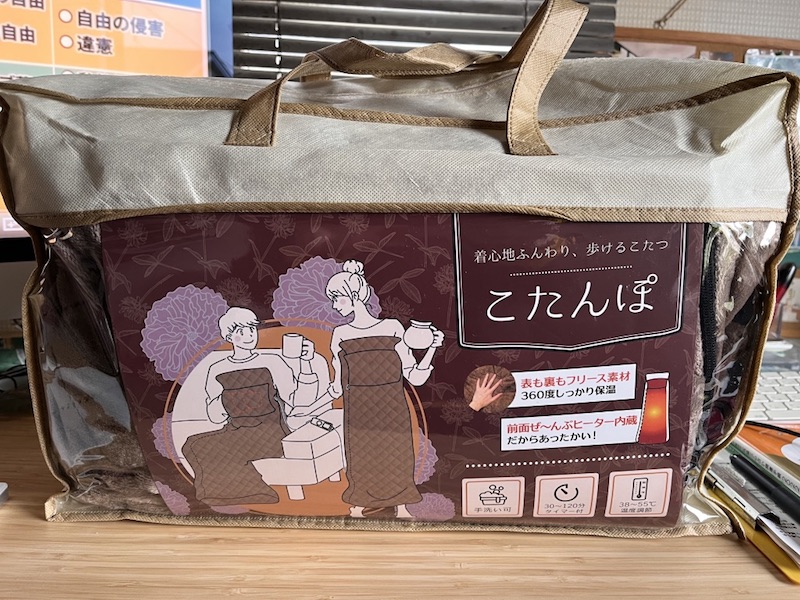 の自由
自由の侵害
自由
違憲
着心地ふんわり、歩けるこたつ
こたんぽ
表も裏もフリース素材
360度しっかり保温
前面ぜ〜んぶヒーター内蔵
だからあったかい!
手洗い可
30〜120分
タイマー付
38〜55℃
温度調節